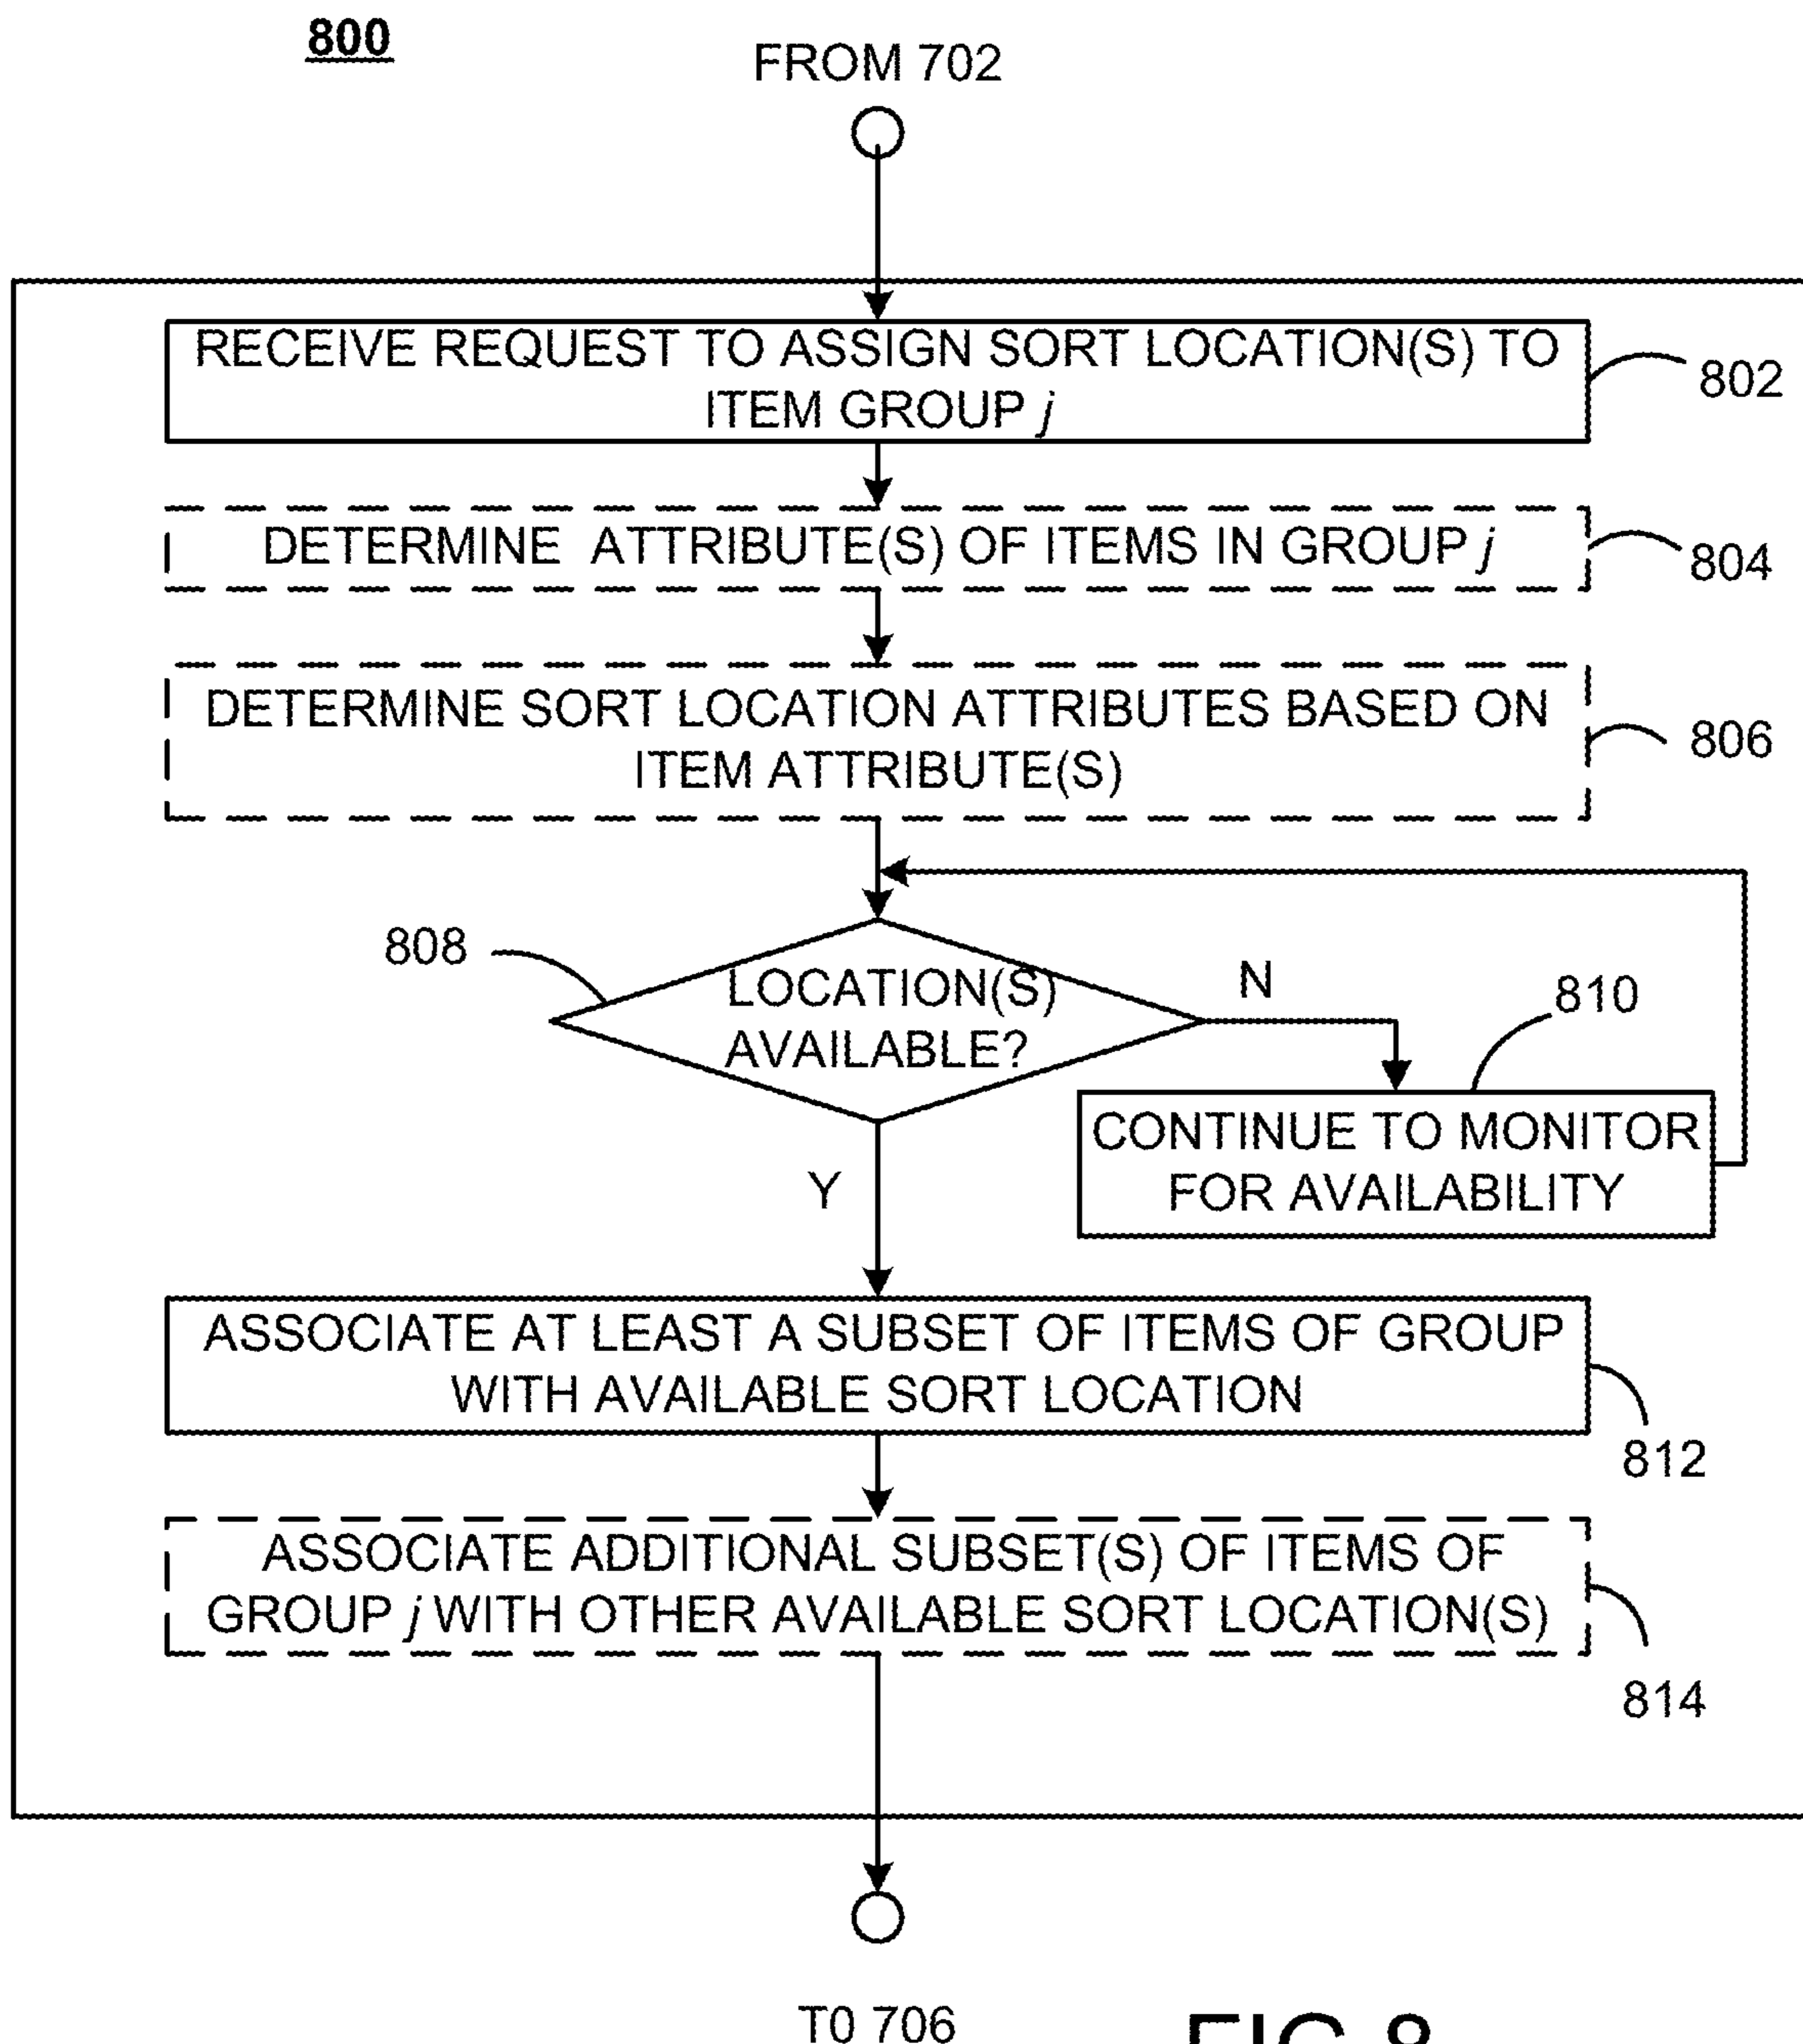 800
FROM 702
RECEIVE REQUEST TO ASSIGN SORT LOCATION(S) TO
ITEM GROUP j
802
DETERMINE ATTRIBUTE(S) OF ITEMS IN GROUP j
804
DETERMINE SORT LOCATION ATTRIBUTES BASED ON
ITEM ATTRIBUTE(S)
806
808
LOCATION(S)
AVAILABLE?
N
810
CONTINUE TO MONITOR
FOR AVAILABILITY
Y
ASSOCIATE AT LEAST A SUBSET OF ITEMS OF GROUP
WITH AVAILABLE SORT LOCATION
812
ASSOCIATE ADDITIONAL SUBSET(S) OF ITEMS OF
GROUP j WITH OTHER AVAILABLE SORT LOCATION(S)
814
T0 706
FIG 8